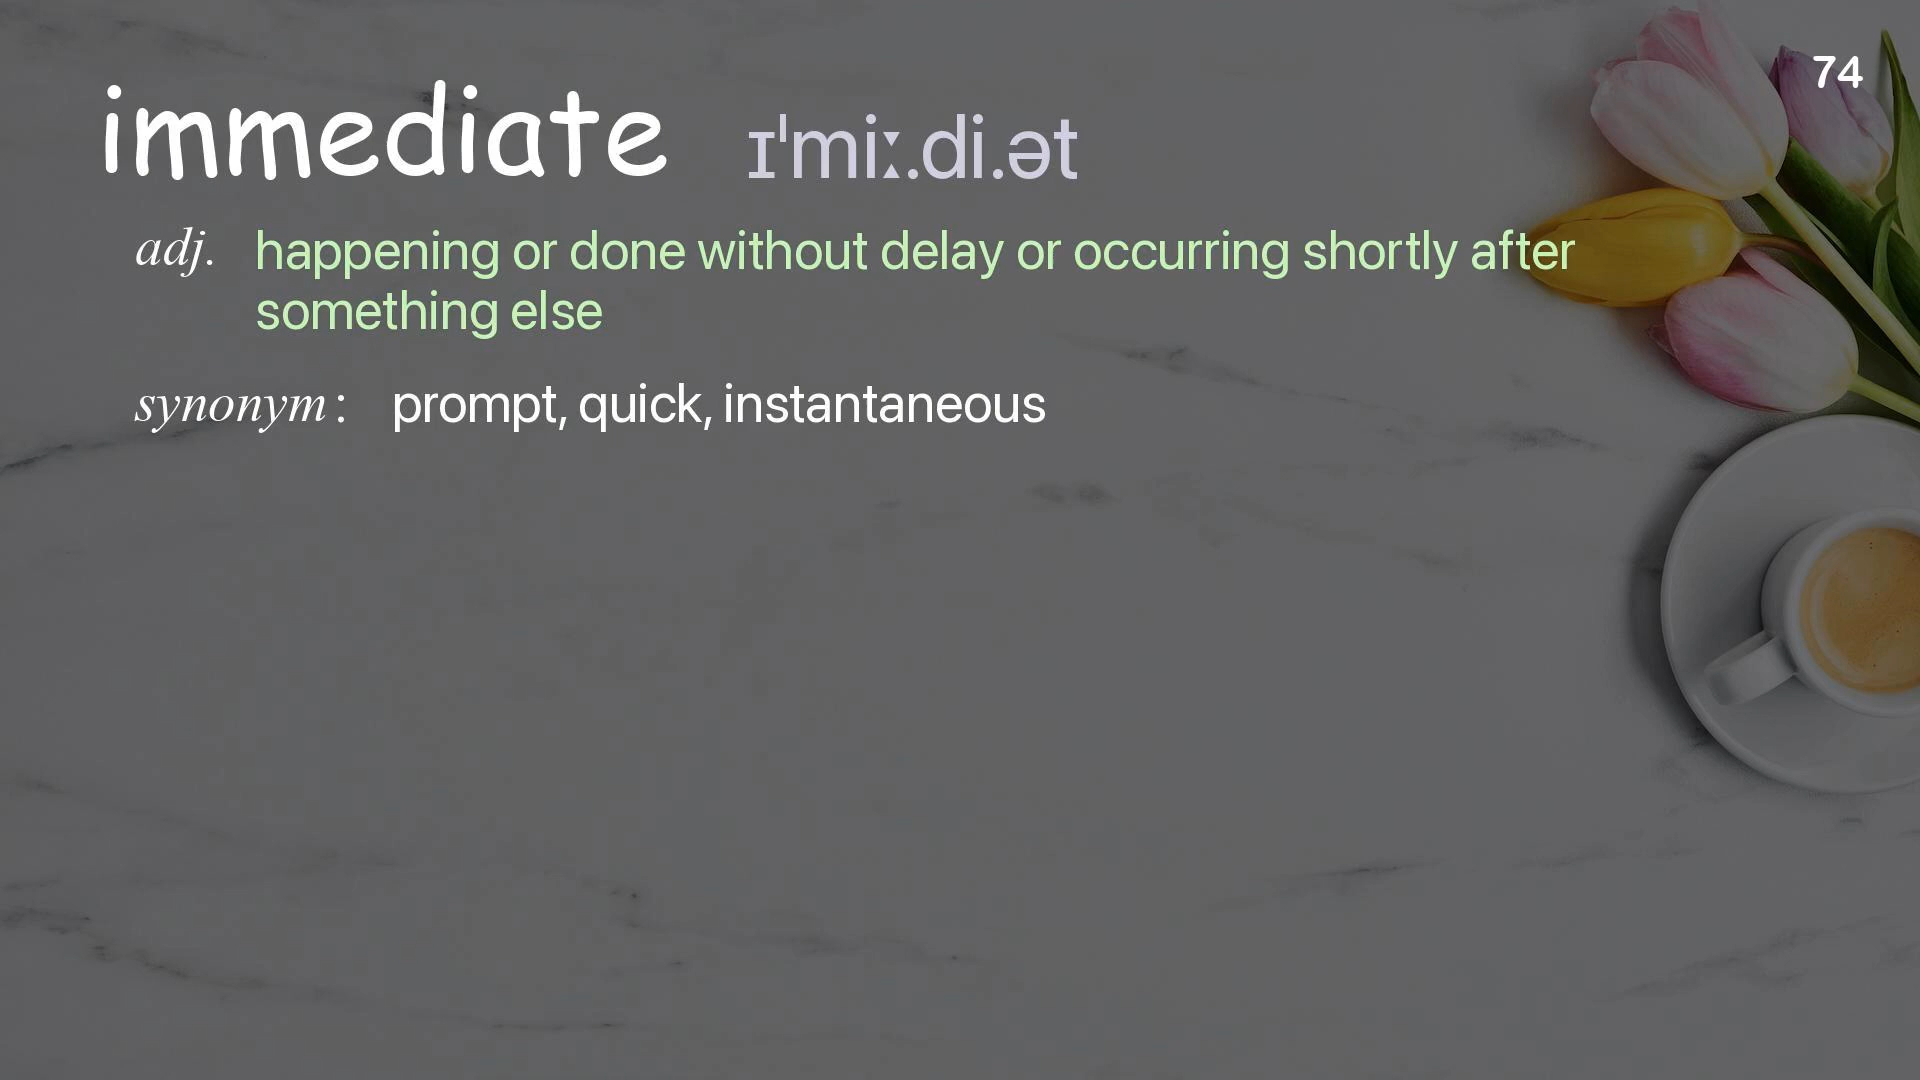 74
immediate ɪˈmiː.di.ət
adj. happening or done without delay or occurring shortly after
something else
synonym : prompt, quick, instantaneous